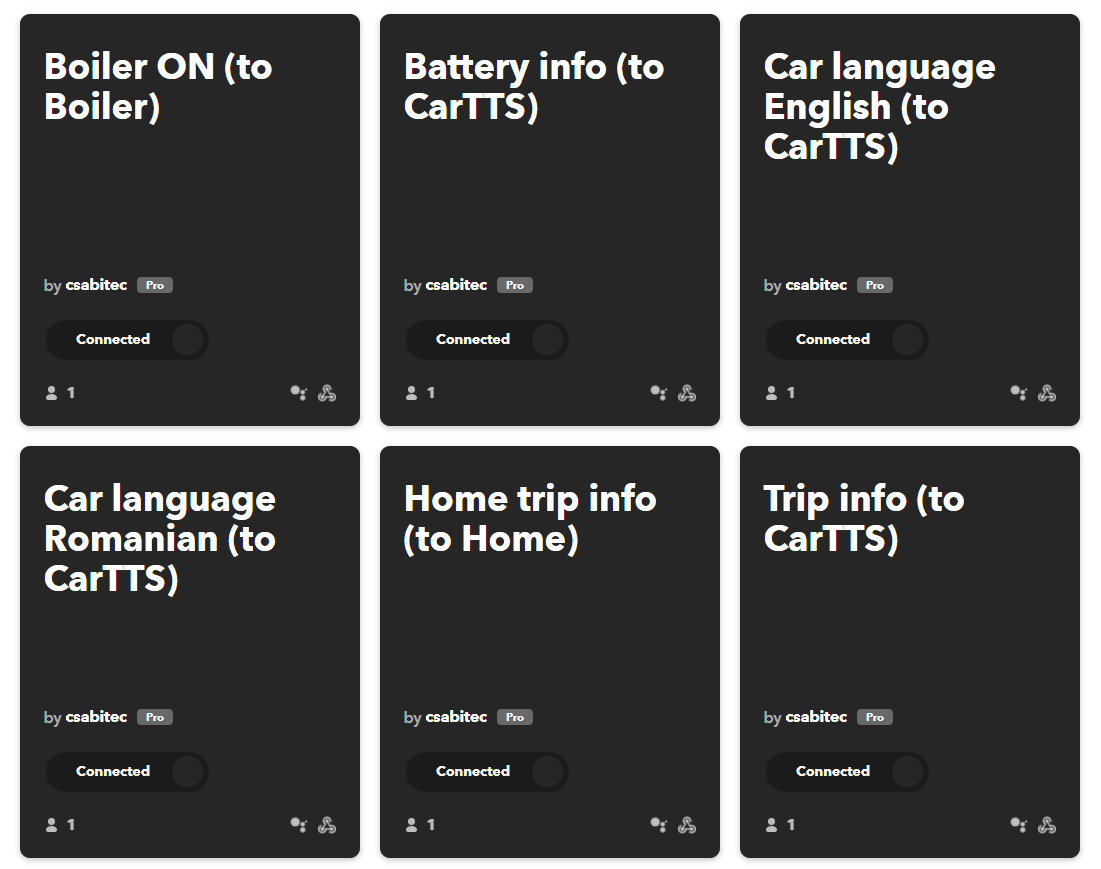 Boiler ON (to
Boiler)
by csabitec Pro
Connected
1
Battery info (to
CarTTS)
by csabitec Pro
Connected
1
Car language
English (to
CarTTS)
by csabitec Pro
Connected
1
Car language
Romanian (to
CarTTS)
by csabitec Pro
Connected
1
Home trip info
(to Home)
by csabitec Pro
Connected
1
Trip info (to
CarTTS)
by csabitec Pro
Connected
1